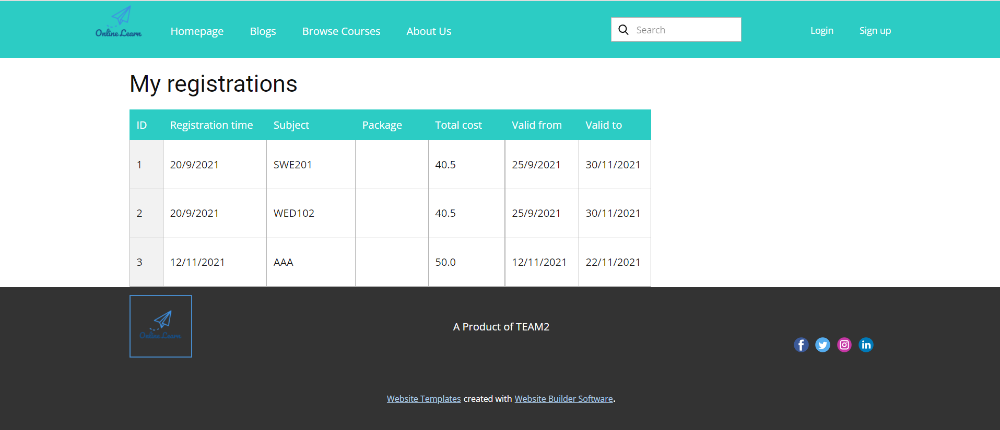 Online Learn
Homepage Blogs Browse Courses About Us Search Login Sign up
My registrations
ID Registration time Subject Package Total cost Valid from Valid to
1 20/9/2021 SWE201 40.5 25/9/2021 30/11/2021
2 20/9/2021 WED102 40.5 25/9/2021 30/11/2021
3 12/11/2021 AAA 50.0 12/11/2021 22/11/2021
Online Learn
A Product of TEAM2
Website Templates created with Website Builder Software.